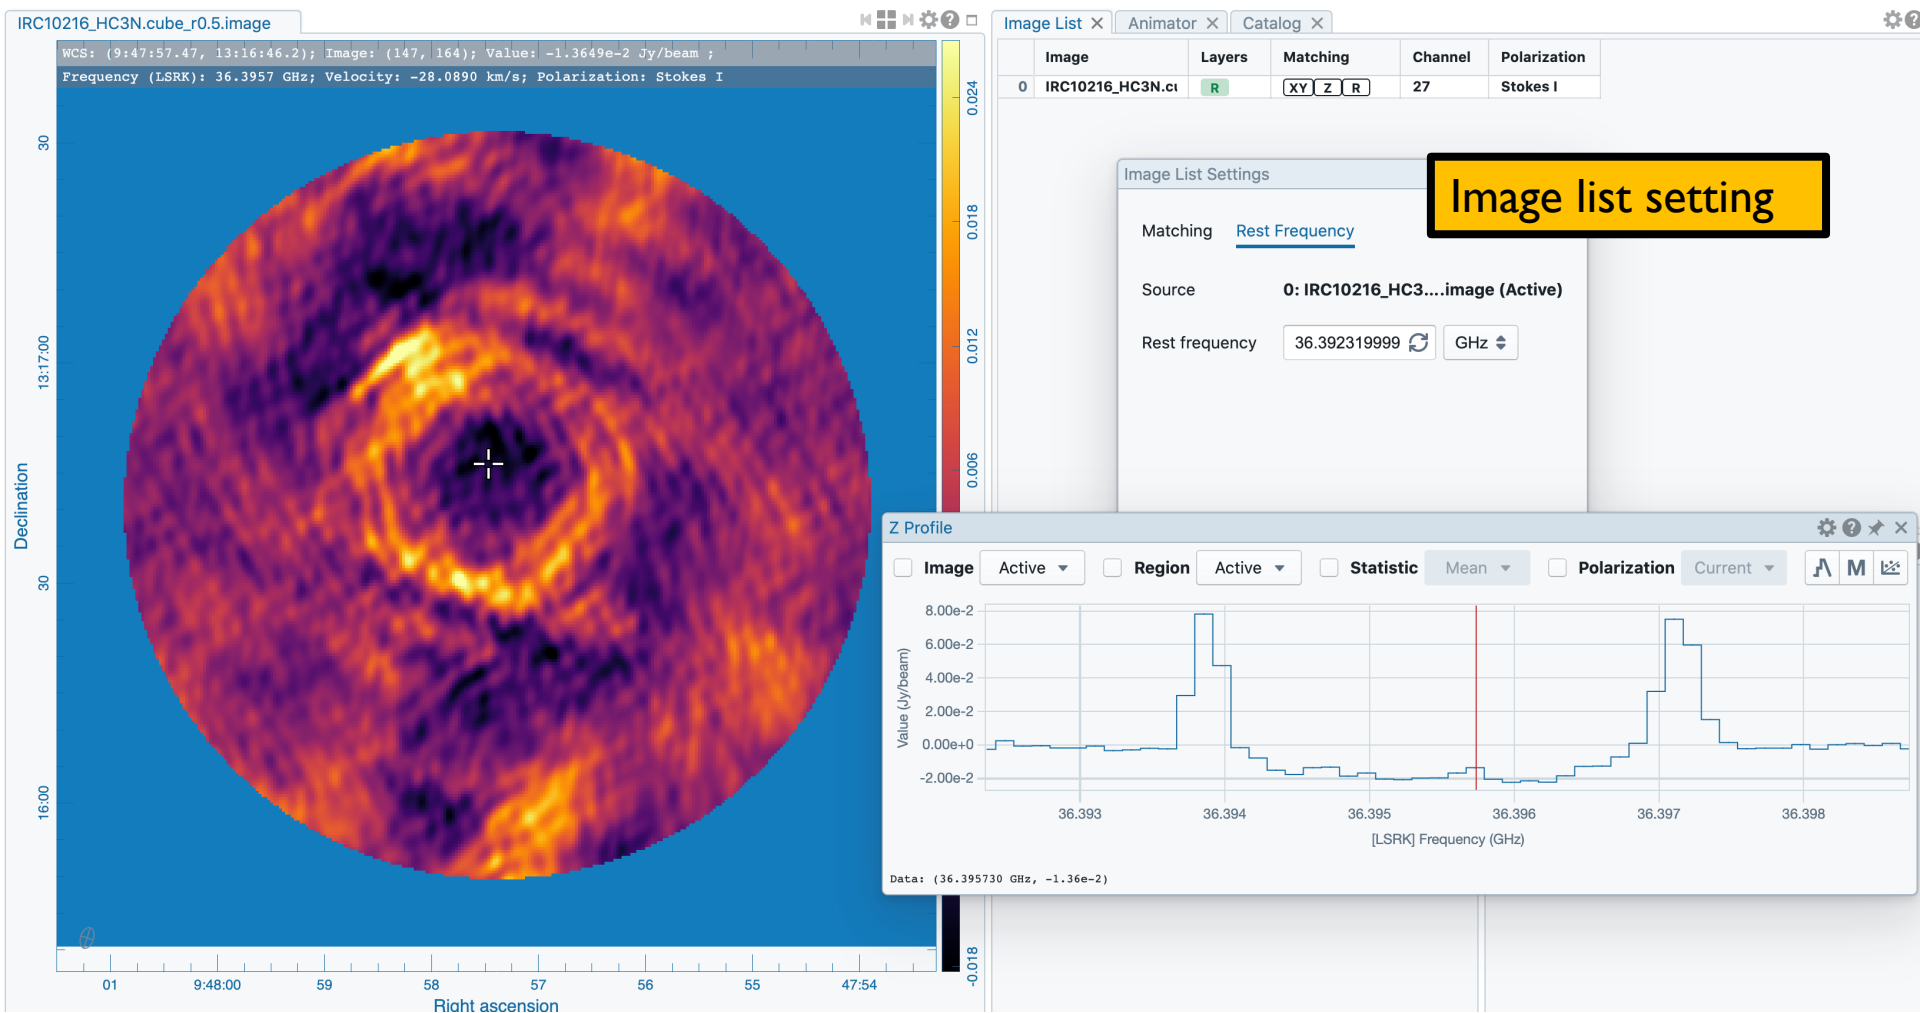 IRC10216_HC3N.cube_r0.5.image
WCS: (9:47:57.47, 13:16:46.2); Image: (147, 164); Value: -1.3649e-2 Jy/beam ;
Frequency (LSRK): 36.3957 GHz; Velocity: -28.0890 km/s; Polarization: Stokes I
30
13:17:00
30
16:00
Declination
01 9:48:00 59 58 57 56 55 47:54
Right ascension
0.024
0.018
0.012
0.006
-0.018
Image List Animator Catalog
Image Layers Matching Channel Polarization
0 IRC10216_HC3N.cu R XY Z R 27 Stokes I
Image List Settings
Image list setting
Matching Rest Frequency
Source 0: IRC10216_HC3....image (Active)
Rest frequency 36.392319999 GHz
Z Profile
Image Active Region Active Statistic Mean Polarization Current M
8.00e-2
6.00e-2
4.00e-2
2.00e-2
0.00e+0
-2.00e-2
Value (Jy/beam)
36.393 36.394 36.395 36.396 36.397 36.398
[LSRK] Frequency (GHz)
Data: (36.395730 GHz, -1.36e-2)